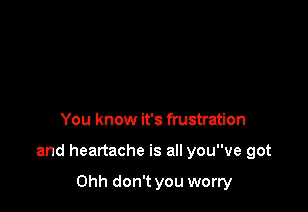 You know it's frustration
and heartache is all you"ve got
Ohh don't you worry